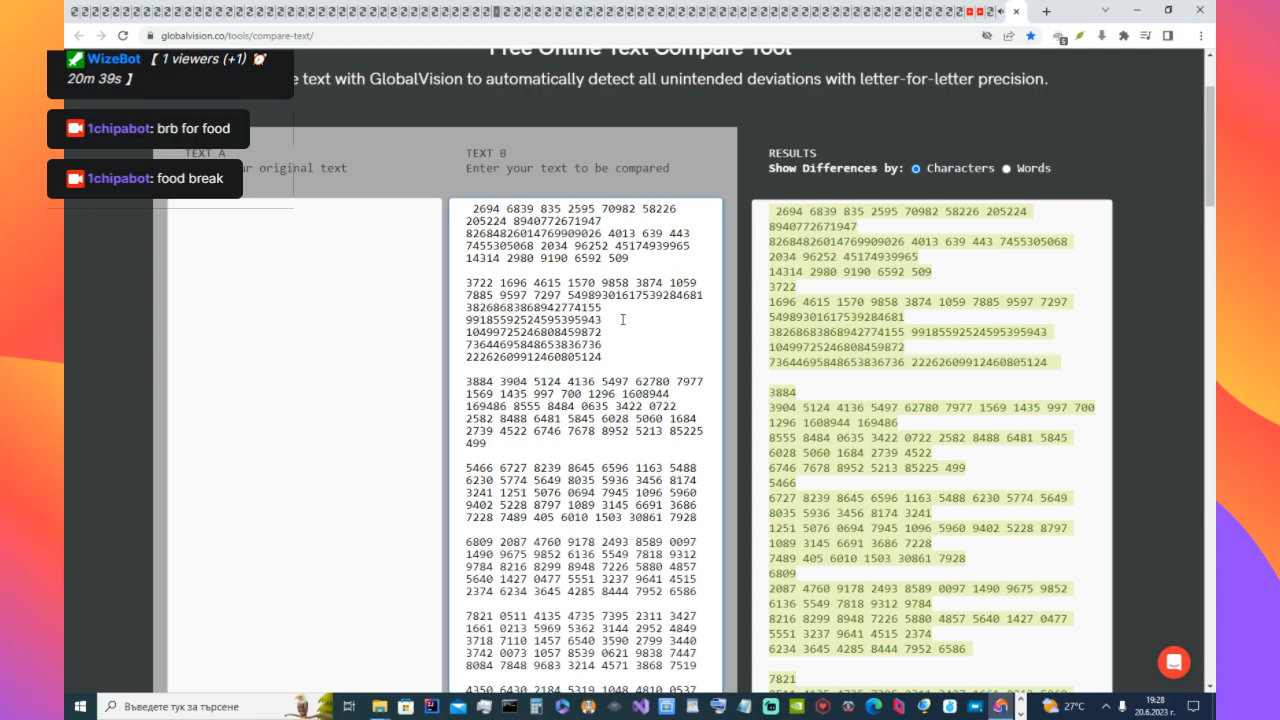 globalvision.co/tools/compare-text/
Free Online Text Compare Tool
WizeBot [ 1 viewers (+1)
20m 39s ]
e text with GlobalVision to automatically detect all unintended deviations with letter-for-letter precision.
1chipabot: brb for food
1chipabot: food break
TEXT A
ur original text
TEXT B
Enter your text to be compared
2694 6839 835 2595 70982 58226
205224 8940772671947
82684826014769909026 4013 639 443
7455305068 2034 96252 45174939965
14314 2980 9190 6592 509
3722 1696 4615 1570 9858 3874 1059
7885 9597 7297 54989301617539284681
38268683868942774155
99185592524595395943
10499725246808459872
73644695848653836736
22262609912460805124
3884 3904 5124 4136 5497 62780 7977
1569 1435 997 700 1296 1608944
169486 8555 8484 0635 3422 0722
2582 8488 6481 5845 6028 5060 1684
2739 4522 6746 7678 8952 5213 85225
499
5466 6727 8239 8645 6596 1163 5488
6230 5774 5649 8035 5936 3456 8174
3241 1251 5076 0694 7945 1096 5960
9402 5228 8797 1089 3145 6691 3686
7228 7489 405 6010 1503 30861 7928
6809 2087 4760 9178 2493 8589 0097
1490 9675 9852 6136 5549 7818 9312
9784 8216 8299 8948 7226 5880 4857
5640 1427 0477 5551 3237 9641 4515
2374 6234 3645 4285 8444 7952 6586
7821 0511 4135 4735 7395 2311 3427
1661 0213 5969 5362 3144 2952 4849
3718 7110 1457 6540 3590 2799 3440
3742 0073 1057 8539 0621 9838 7447
8084 7848 9683 3214 4571 3868 7519
4350 6430 2184 5319 1048 4810 0537
RESULTS
Show Differences by: Characters Words
2694 6839 835 2595 70982 58226 205224
8940772671947
82684826014769909026 4013 639 443 7455305068
2034 96252 45174939965
14314 2980 9190 6592 509
3722
1696 4615 1570 9858 3874 1059 7885 9597 7297
54989301617539284681
38268683868942774155 99185592524595395943
10499725246808459872
73644695848653836736 22262609912460805124
3884
3904 5124 4136 5497 62780 7977 1569 1435 997 700
1296 1608944 169486
8555 8484 0635 3422 0722 2582 8488 6481 5845
6028 5060 1684 2739 4522
6746 7678 8952 5213 85225 499
5466
6727 8239 8645 6596 1163 5488 6230 5774 5649
8035 5936 3456 8174 3241
1251 5076 0694 7945 1096 5960 9402 5228 8797
1089 3145 6691 3686 7228
7489 405 6010 1503 30861 7928
6809
2087 4760 9178 2493 8589 0097 1490 9675 9852
6136 5549 7818 9312 9784
8216 8299 8948 7226 5880 4857 5640 1427 0477
5551 3237 9641 4515 2374
6234 3645 4285 8444 7952 6586
7821
Въведете тук за търсене
27°C
19:28
20.6.2023 г.